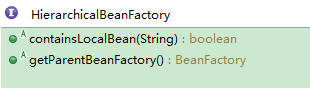 HierarchicalBeanFactory
containsLocalBean(String) : boolean
getParentBeanFactory() : BeanFactory